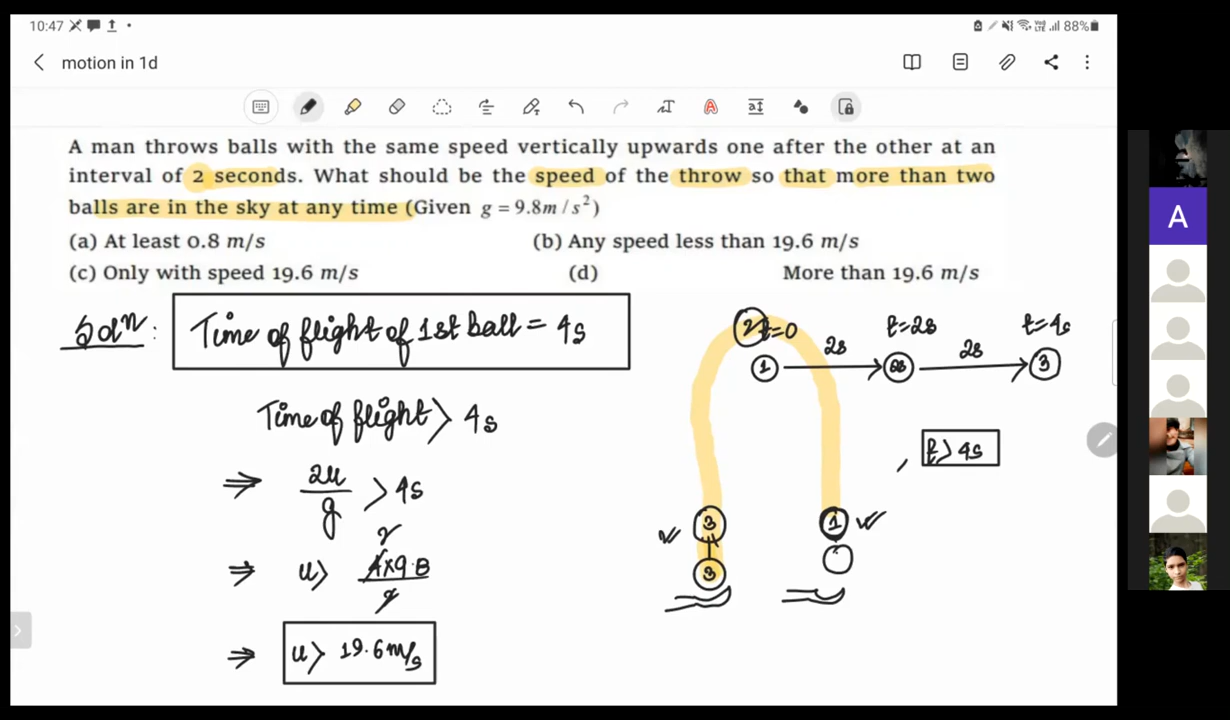 10:47
88%
motion in 1d
A man throws balls with the same speed vertically upwards one after the other at an
interval of 2 seconds. What should be the speed of the throw so that more than two
balls are in the sky at any time (Given g = 9.8m / s²)
(a) At least 0.8 m/s (b) Any speed less than 19.6 m/s
(c) Only with speed 19.6 m/s (d) More than 19.6 m/s
Soln: Time of flight of 1st ball = 4s
2 t=0 t=2s t=4s
1 2s 2s 3
Time of flight > 4s
, t > 4s
⇒ 2u/g > 4s
3 1
2
⇒ u > 4×9.8/2
3
⇒ u > 19.6 m/s
A